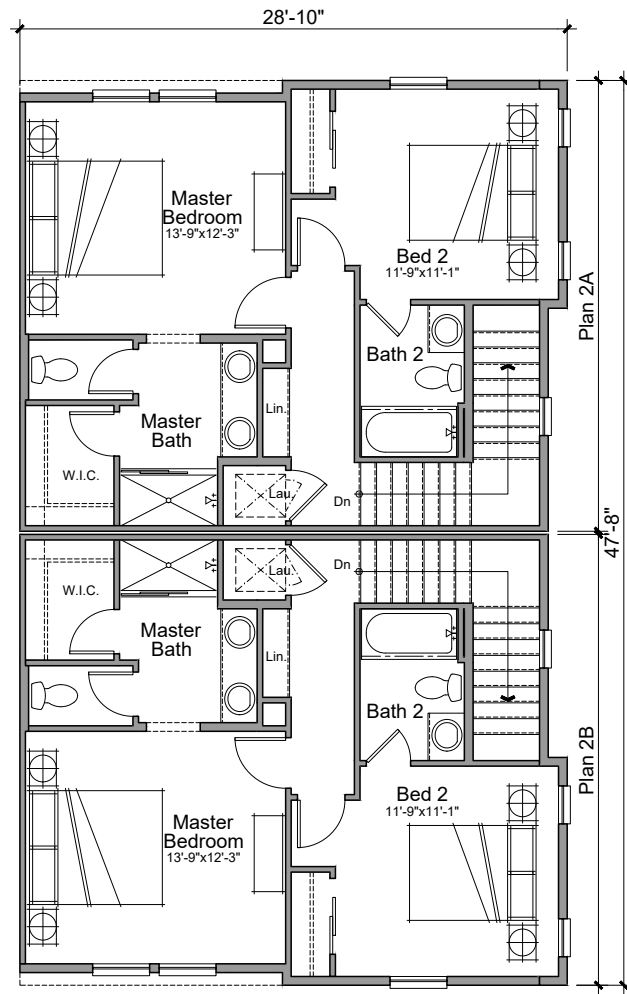 28'-10"
Master
Bedroom
13'-9"x12'-3"
Bed 2
11'-9"x11'-1"
Plan 2A
Bath 2
Master
Bath
Lin.
W.I.C.
Lau.
Dn
47'-8"
Lau.
Dn
W.I.C.
Master
Bath
Lin.
Bath 2
Plan 2B
Bed 2
11'-9"x11'-1"
Master
Bedroom
13'-9"x12'-3"